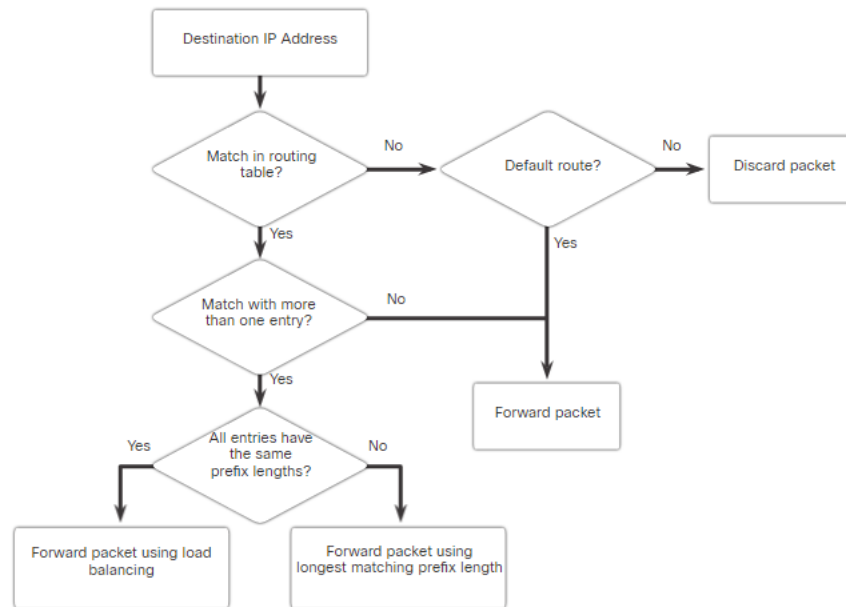 Destination IP Address
No
No
Match in routing
table?
Default route?
Discard packet
Yes
Yes
Match with more
than one entry?
No
Yes
Forward packet
Yes
All entries have
the same
prefix lengths?
No
Forward packet using load
balancing
Forward packet using
longest matching prefix length